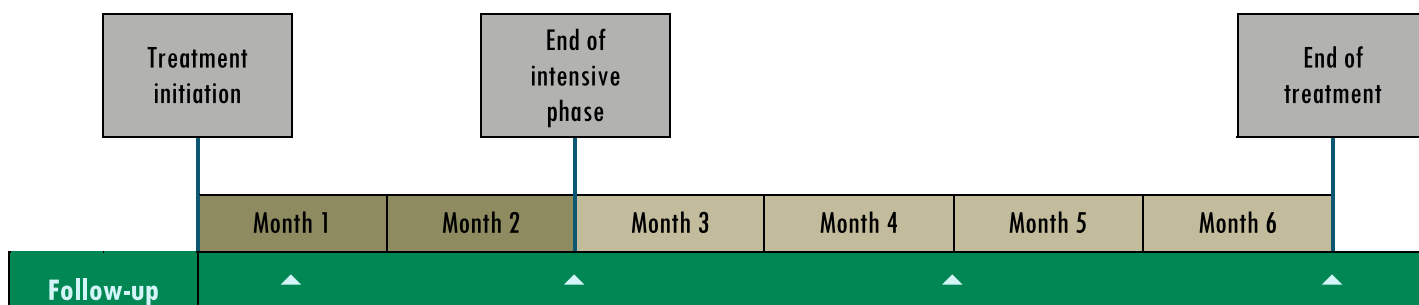 Treatment
initiation
End of
intensive
phase
End of
treatment
Month 1
Month 2
Month 3
Month 4
Month 5
Month 6
Follow-up